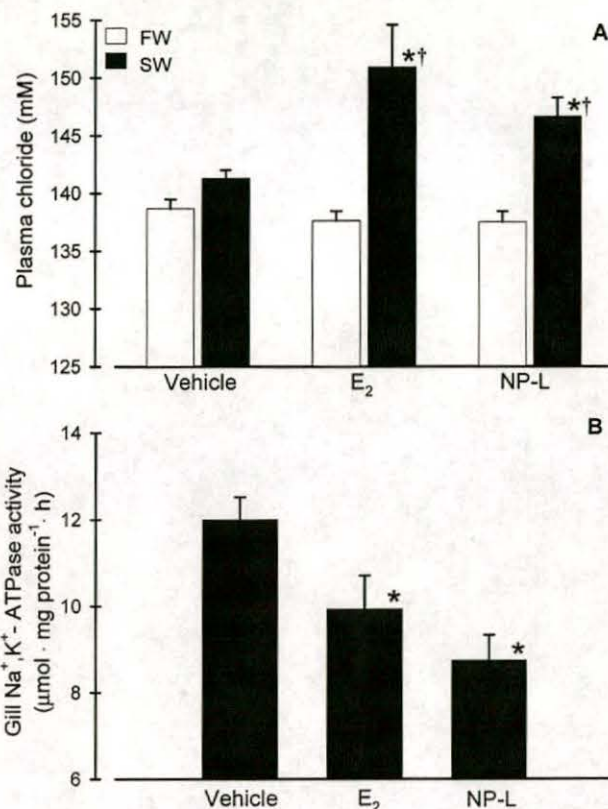 A
FW
SW
Plasma chloride (mM)
155
150
145
140
135
130
125
*†
*†
Vehicle E₂ NP-L
B
Gill Na⁺,K⁺- ATPase activity
(µmol · mg protein⁻¹ · h)
14
12
10
8
6
*
*
Vehicle E₂ NP-L